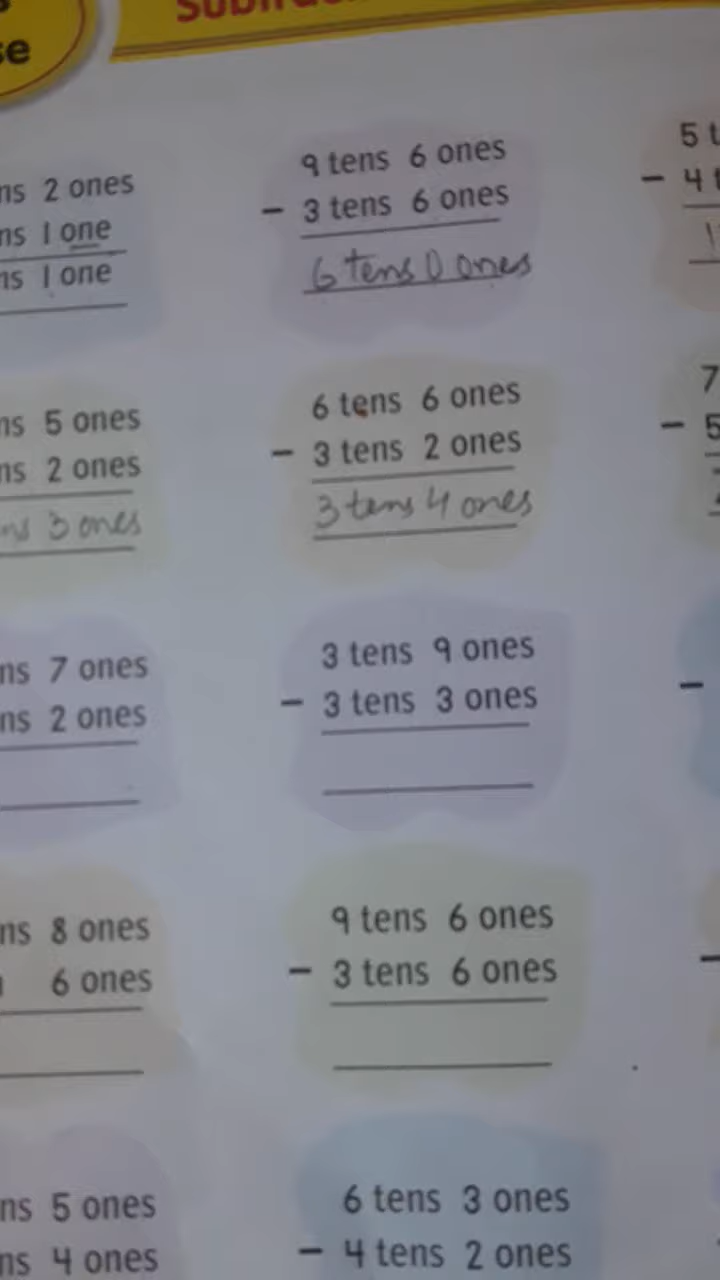 se
ns 2 ones
ns 1 one
ns 1 one
9 tens 6 ones
- 3 tens 6 ones
6 tens 0 ones
5 t
- 4 t
1
ns 5 ones
ns 2 ones
ns 3 ones
6 tens 6 ones
- 3 tens 2 ones
3 tens 4 ones
7
- 5
ns 7 ones
ns 2 ones
3 tens 9 ones
- 3 tens 3 ones
-
ns 8 ones
6 ones
9 tens 6 ones
- 3 tens 6 ones
-
ns 5 ones
ns 4 ones
6 tens 3 ones
- 4 tens 2 ones